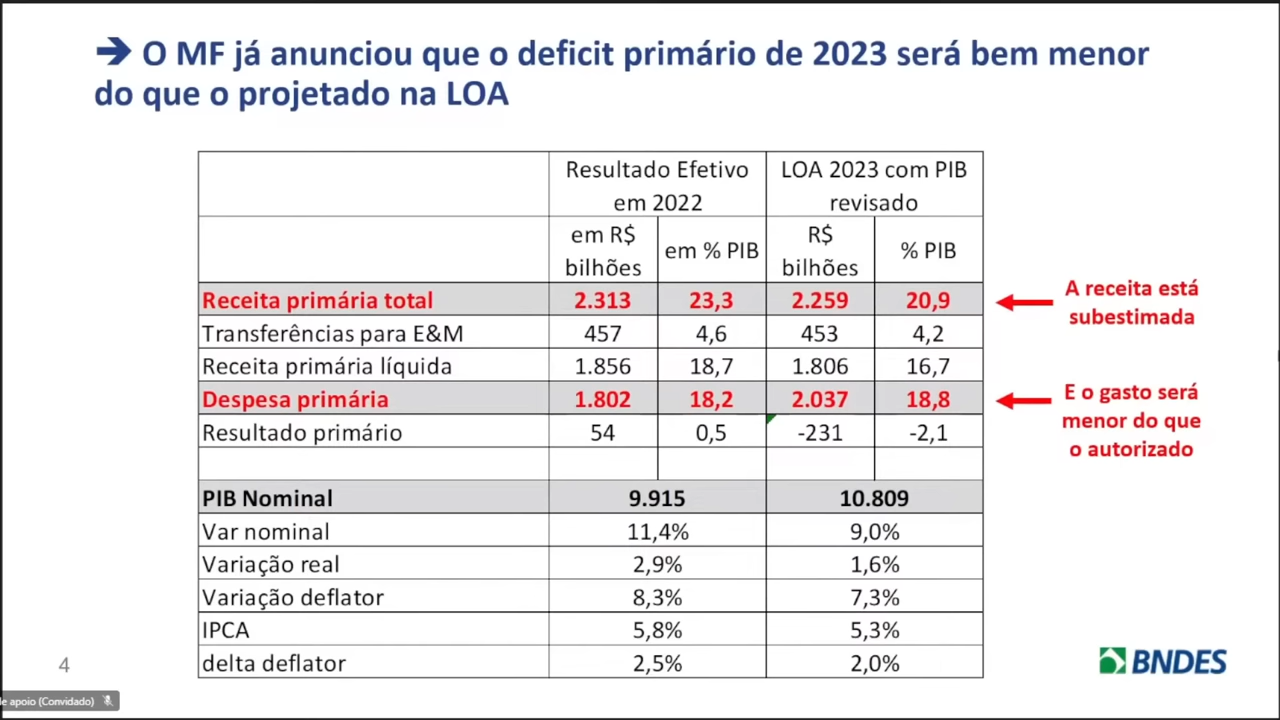 ➔ O MF já anunciou que o deficit primário de 2023 será bem menor
do que o projetado na LOA
Resultado Efetivo
em 2022
LOA 2023 com PIB
revisado
em R$
bilhões
em % PIB
R$
bilhões
% PIB
Receita primária total 2.313 23,3 2.259 20,9
Transferências para E&M 457 4,6 453 4,2
Receita primária líquida 1.856 18,7 1.806 16,7
Despesa primária 1.802 18,2 2.037 18,8
Resultado primário 54 0,5 -231 -2,1
PIB Nominal 9.915 10.809
Var nominal 11,4% 9,0%
Variação real 2,9% 1,6%
Variação deflator 8,3% 7,3%
IPCA 5,8% 5,3%
delta deflator 2,5% 2,0%
A receita está
subestimada
E o gasto será
menor do que
o autorizado
4
BNDES
de apoio (Convidado)